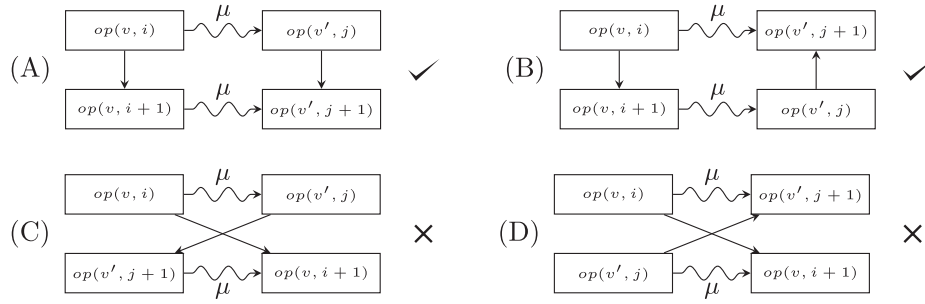 (A) op(v, i) μ op(v′, j) ✓
op(v, i + 1) μ op(v′, j + 1)
(B) op(v, i) μ op(v′, j + 1) ✓
op(v, i + 1) μ op(v′, j)
(C) op(v, i) μ op(v′, j) ×
op(v′, j + 1) μ op(v, i + 1)
(D) op(v, i) μ op(v′, j + 1) ×
op(v′, j) μ op(v, i + 1)